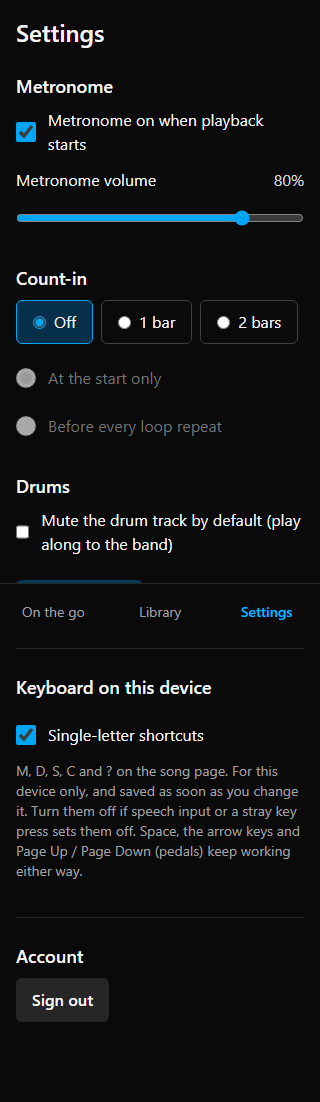 Settings
Metronome
Metronome on when playback
starts
Metronome volume 80%
Count-in
Off 1 bar 2 bars
At the start only
Before every loop repeat
Drums
Mute the drum track by default (play
along to the band)
On the go Library Settings
Keyboard on this device
Single-letter shortcuts
M, D, S, C and ? on the song page. For this
device only, and saved as soon as you change
it. Turn them off if speech input or a stray key
press sets them off. Space, the arrow keys and
Page Up / Page Down (pedals) keep working
either way.
Account
Sign out